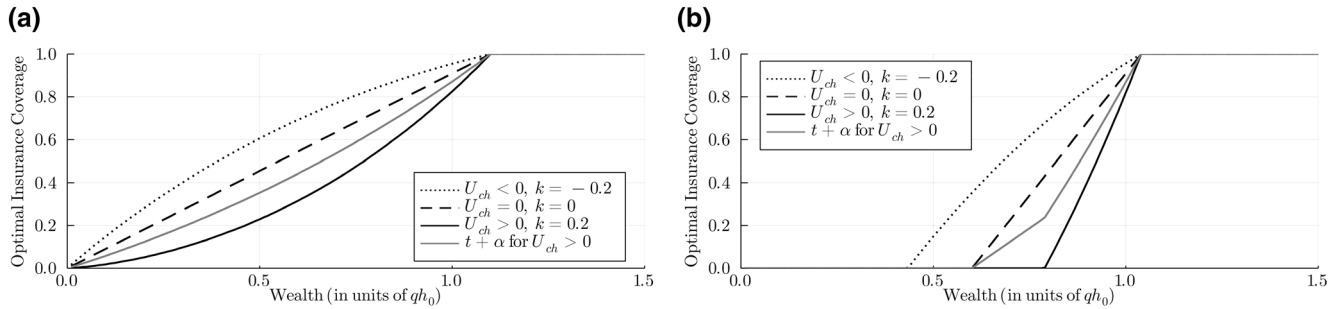 (a)
Optimal Insurance Coverage
1.0
0.8
0.6
0.4
0.2
0.0
U_ch < 0, k = − 0.2
U_ch = 0, k = 0
U_ch > 0, k = 0.2
t + α for U_ch > 0
0.0 0.5 1.0 1.5
Wealth (in units of qh_0)
(b)
Optimal Insurance Coverage
1.0
0.8
0.6
0.4
0.2
0.0
U_ch < 0, k = − 0.2
U_ch = 0, k = 0
U_ch > 0, k = 0.2
t + α for U_ch > 0
0.0 0.5 1.0 1.5
Wealth (in units of qh_0)